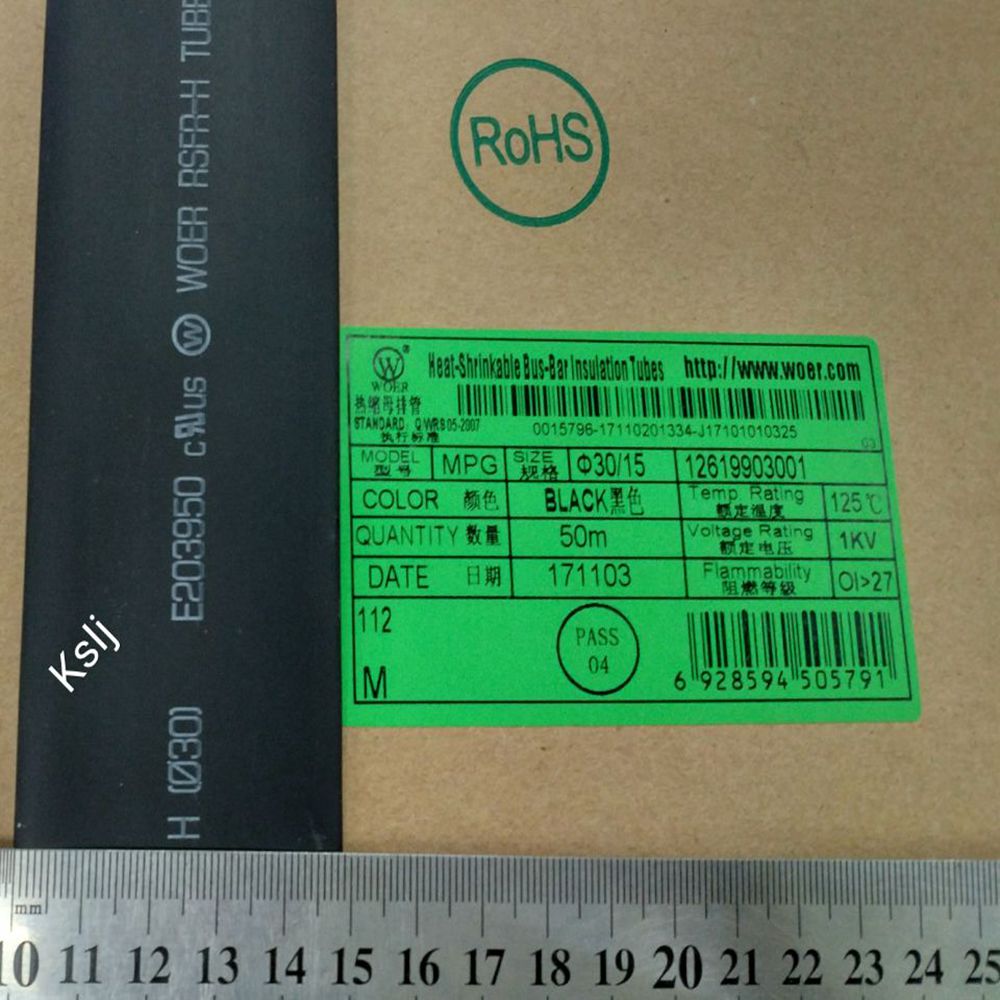 H (Ø30) E203950 cЯUus W WOER RSFR-H TUBE
Kslj
RoHS
W®
WOER
Heat-Shrinkable Bus-Bar Insulation Tubes http://www.woer.com
热缩母排管
STANDARD Q/WRS 05-2007
执行标准
0015796-17110201334-J17101010325
03
MODEL 型号 MPG SIZE 规格 Φ30/15 12619903001
COLOR 颜色 BLACK黑色 Temp. Rating 额定温度 125℃
QUANTITY 数量 50m Voltage Rating 额定电压 1KV
DATE 日期 171103 Flammability 阻燃等级 OI>27
112
M
PASS
04
6 928594 505791
mm
10 11 12 13 14 15 16 17 18 19 20 21 22 23 24 25